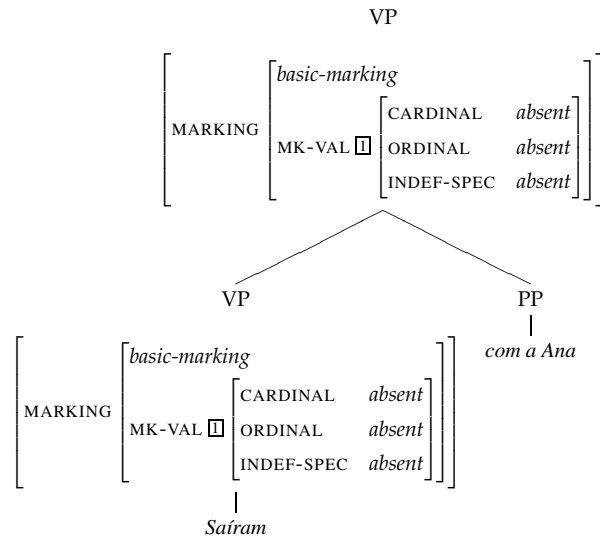 VP
basic-marking
CARDINAL absent
MARKING MK-VAL 1 ORDINAL absent
INDEF-SPEC absent
VP PP
com a Ana
basic-marking
CARDINAL absent
MARKING MK-VAL 1 ORDINAL absent
INDEF-SPEC absent
Saíram